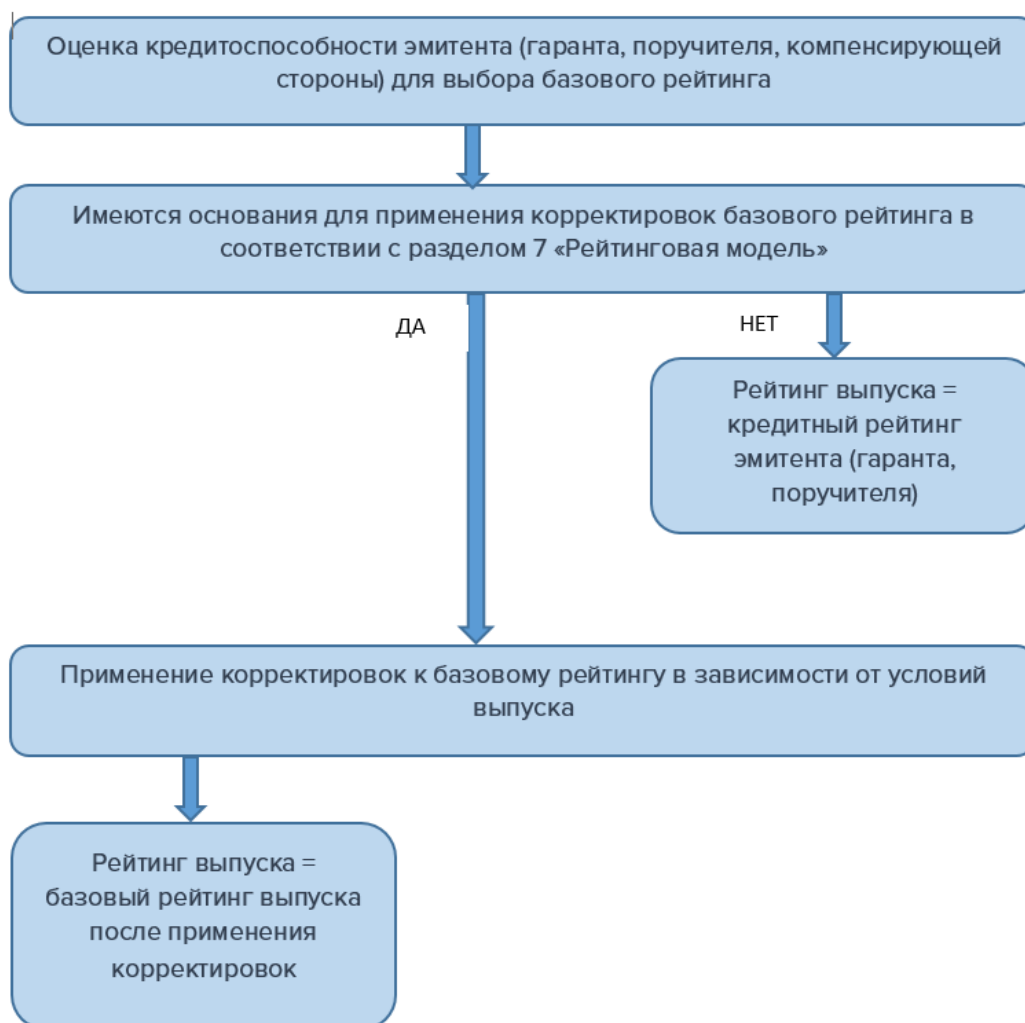 Оценка кредитоспособности эмитента (гаранта, поручителя, компенсирующей
стороны) для выбора базового рейтинга
Имеются основания для применения корректировок базового рейтинга в
соответствии с разделом 7 «Рейтинговая модель»
ДА
НЕТ
Рейтинг выпуска =
кредитный рейтинг
эмитента (гаранта,
поручителя)
Применение корректировок к базовому рейтингу в зависимости от условий
выпуска
Рейтинг выпуска =
базовый рейтинг выпуска
после применения
корректировок